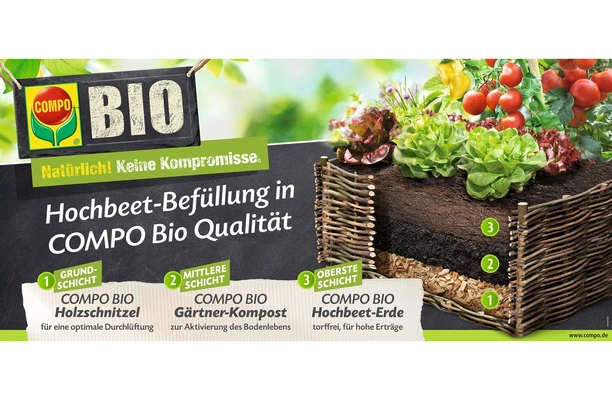 COMPO
BIO
Natürlich! Keine Kompromisse.
Hochbeet-Befüllung in
COMPO Bio Qualität
1 GRUND-
SCHICHT
COMPO BIO
Holzschnitzel
für eine optimale Durchlüftung
2 MITTLERE
SCHICHT
COMPO BIO
Gärtner-Kompost
zur Aktivierung des Bodenlebens
3 OBERSTE
SCHICHT
COMPO BIO
Hochbeet-Erde
torffrei, für hohe Erträge
3
2
1
www.compo.de